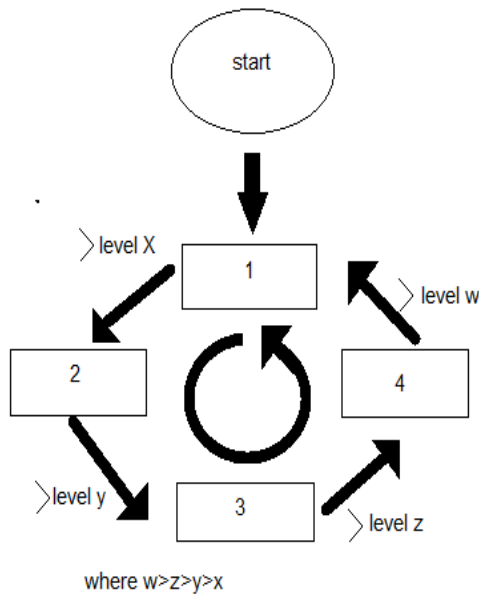 start
>level X
1
>level w
2
4
>level y
3
>level z
where w>z>y>x